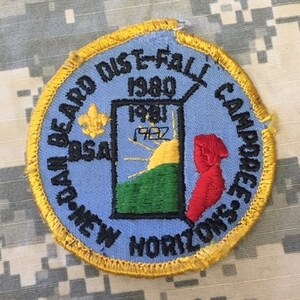 DAN BEARD DIST-FALL CAMPOREE
1980
1981
1982
BSA
NEW HORIZONS